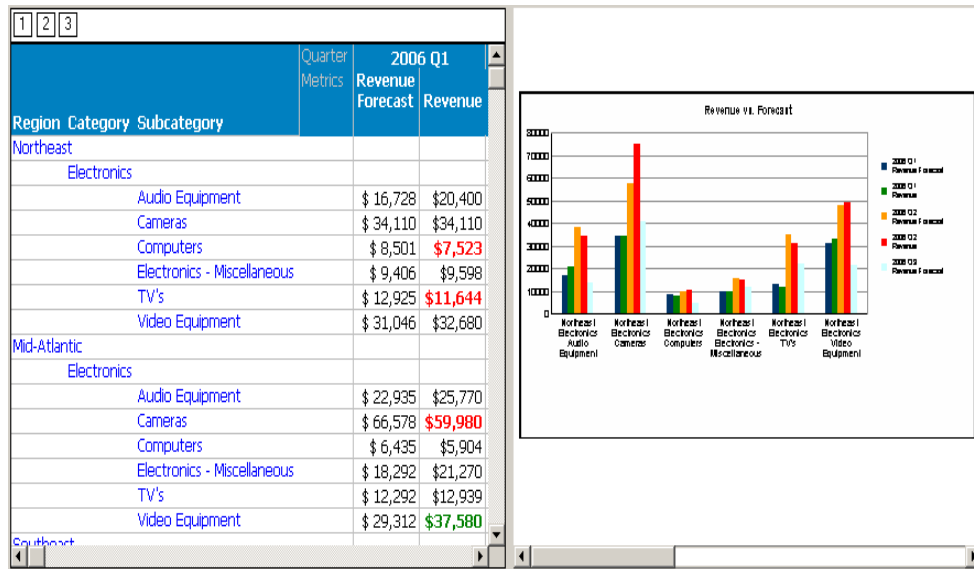 1 2 3
Quarter 2006 Q1
Metrics Revenue Forecast Revenue
Region Category Subcategory
Northeast
Electronics
Audio Equipment $ 16,728 $20,400
Cameras $ 34,110 $34,110
Computers $ 8,501 $7,523
Electronics - Miscellaneous $ 9,406 $9,598
TV's $ 12,925 $11,644
Video Equipment $ 31,046 $32,680
Mid-Atlantic
Electronics
Audio Equipment $ 22,935 $25,770
Cameras $ 66,578 $59,980
Computers $ 6,435 $5,904
Electronics - Miscellaneous $ 18,292 $21,270
TV's $ 12,292 $12,939
Video Equipment $ 29,312 $37,580
Southeast
Revenue vs. Forecast
80000
70000
60000
50000
40000
30000
20000
10000
0
Northeast Electronics Audio Equipment
Northeast Electronics Cameras
Northeast Electronics Computers
Northeast Electronics Electronics - Miscellaneous
Northeast Electronics TV's
Northeast Electronics Video Equipment
2006 Q1 Revenue Forecast
2006 Q1 Revenue
2006 Q2 Revenue Forecast
2006 Q2 Revenue
2006 Q3 Revenue Forecast